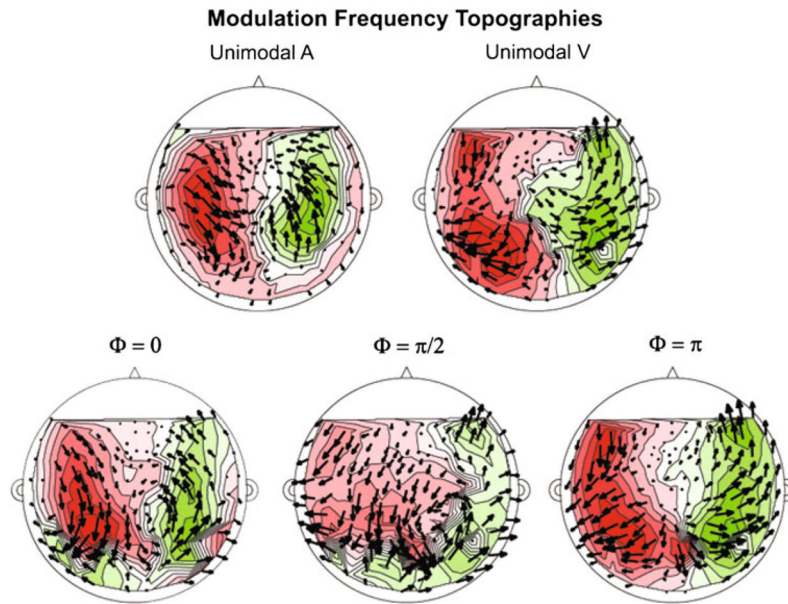 Modulation Frequency Topographies
Unimodal A
Unimodal V
Φ = 0
Φ = π/2
Φ = π